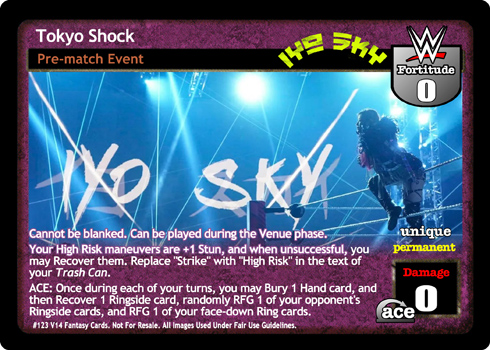 Tokyo Shock
IYO SKY
Pre-match Event
Fortitude
0
IYO SKY
Cannot be blanked. Can be played during the Venue phase.
Your High Risk maneuvers are +1 Stun, and when unsuccessful, you
may Recover them. Replace "Strike" with "High Risk" in the text of
your Trash Can.
ACE: Once during each of your turns, you may Bury 1 Hand card, and
then Recover 1 Ringside card, randomly RFG 1 of your opponent's
Ringside cards, and RFG 1 of your face-down Ring cards.
#123 V14 Fantasy Cards. Not For Resale. All Images Used Under Fair Use Guidelines.
unique
permanent
Damage
ace
0